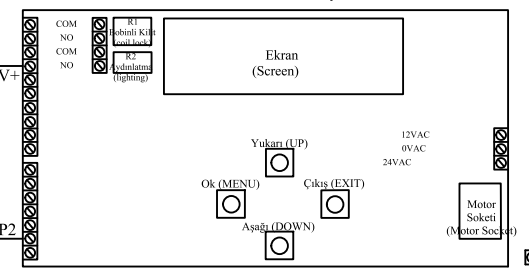 COM
NO
COM
NO
R1
Bobinli Kilit
(coil lock)
R2
Aydınlatma
(lighting)
V+
Ekran
(Screen)
12VAC
0VAC
24VAC
Yukarı (UP)
Ok (MENU)
Çıkış (EXIT)
Aşağı (DOWN)
Motor
Soketi
(Motor Socket)
P2